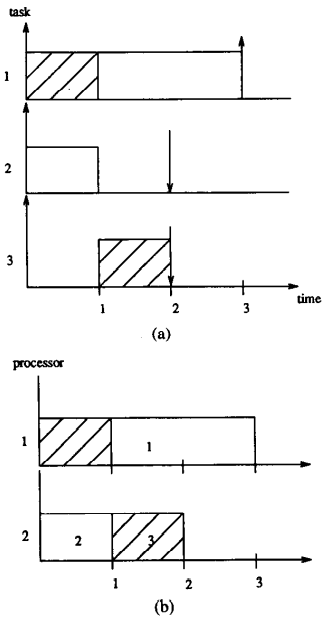 task
1
2
3
1 2 3 time
(a)
processor
1 1
2 2 3
1 2 3
(b)